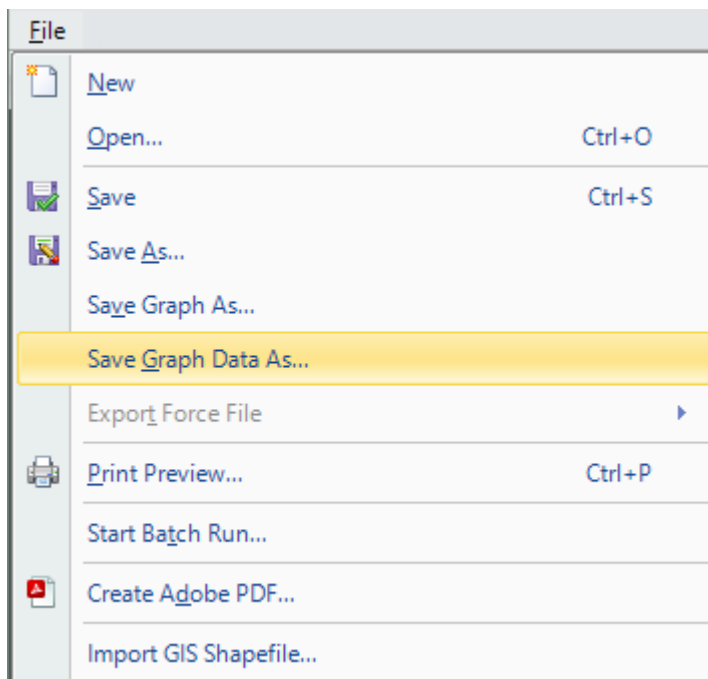 File
New
Open... Ctrl+O
Save Ctrl+S
Save As...
Save Graph As...
Save Graph Data As...
Export Force File
Print Preview... Ctrl+P
Start Batch Run...
Create Adobe PDF...
Import GIS Shapefile...